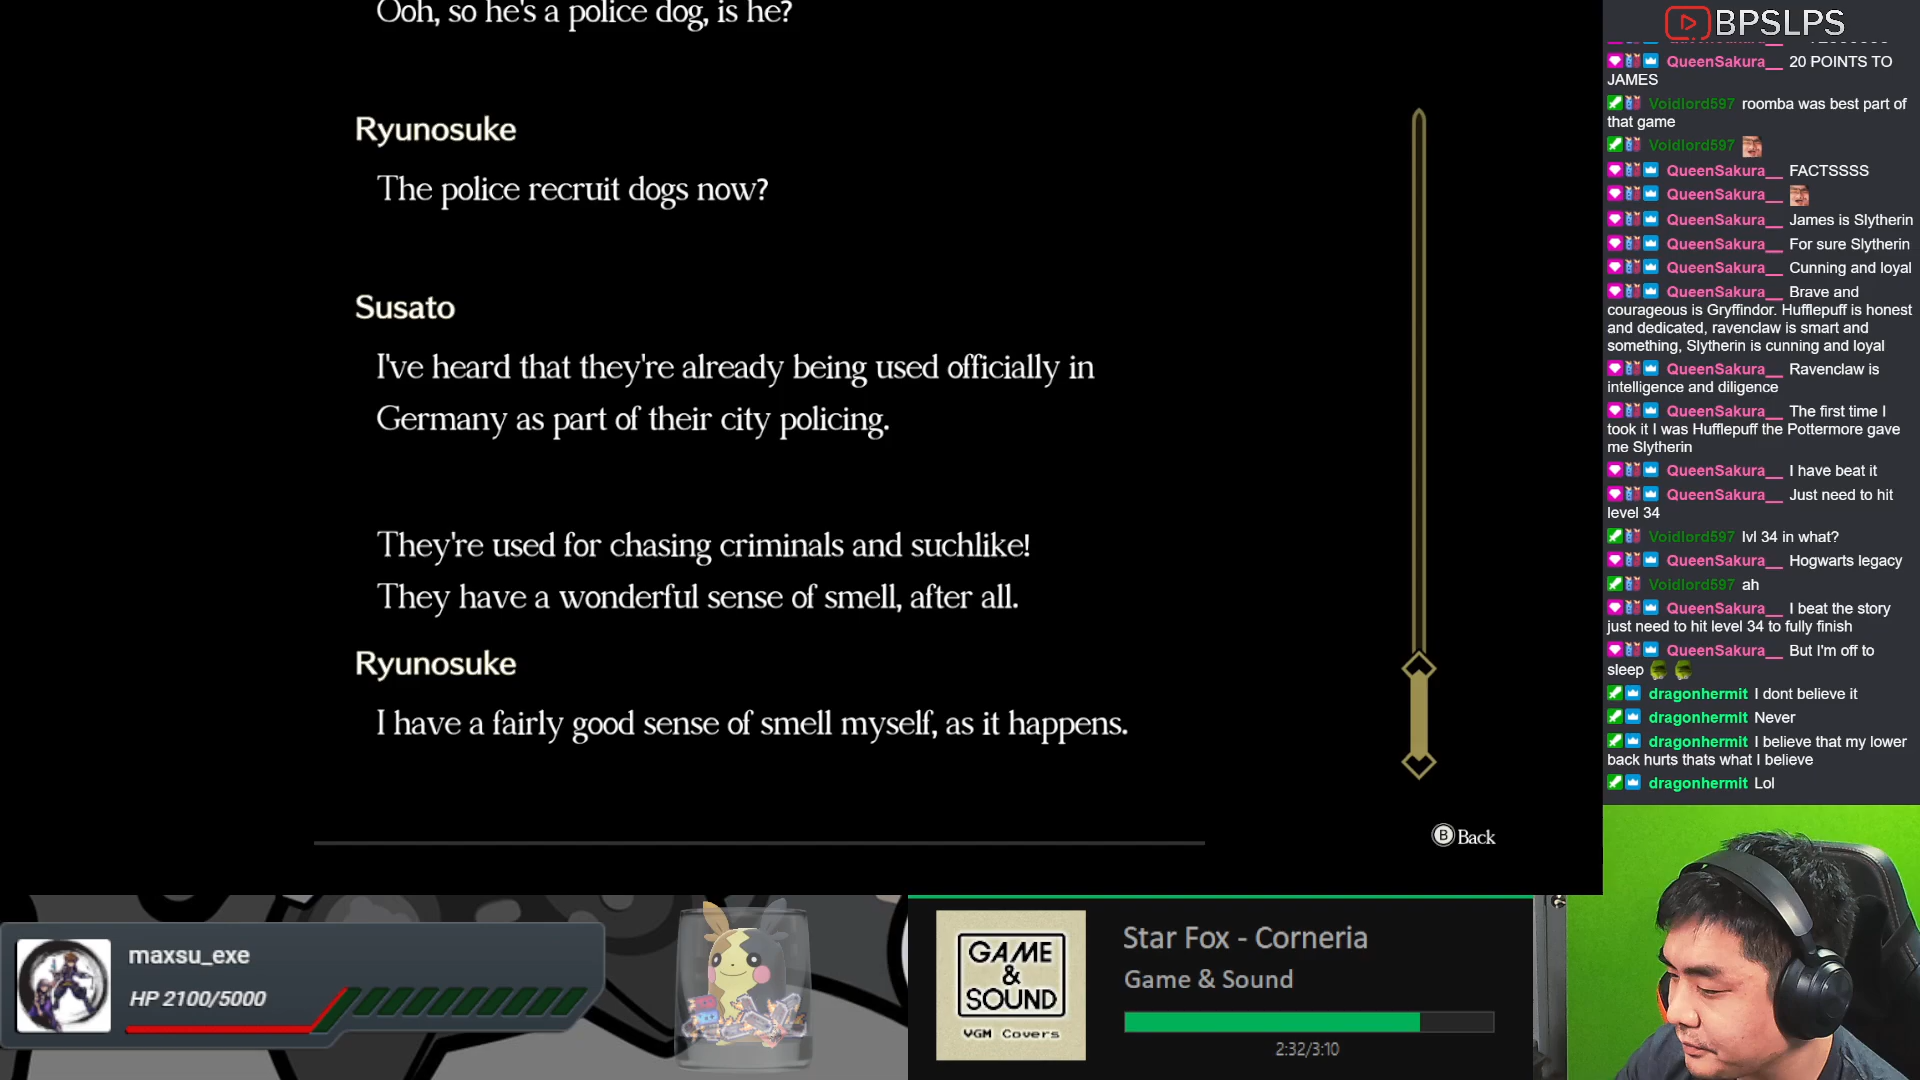 Ooh, so he's a police dog, is he?
Ryunosuke
The police recruit dogs now?
Susato
I've heard that they're already being used officially in
Germany as part of their city policing.
They're used for chasing criminals and suchlike!
They have a wonderful sense of smell, after all.
Ryunosuke
I have a fairly good sense of smell myself, as it happens.
B Back
BPSLPS
QueenSakura__ 20 POINTS TO
JAMES
Voidlord597 roomba was best part of
that game
Voidlord597
QueenSakura__ FACTSSSS
QueenSakura__
QueenSakura__ James is Slytherin
QueenSakura__ For sure Slytherin
QueenSakura__ Cunning and loyal
QueenSakura__ Brave and
courageous is Gryffindor. Hufflepuff is honest
and dedicated, ravenclaw is smart and
something, Slytherin is cunning and loyal
QueenSakura__ Ravenclaw is
intelligence and diligence
QueenSakura__ The first time I
took it I was Hufflepuff the Pottermore gave
me Slytherin
QueenSakura__ I have beat it
QueenSakura__ Just need to hit
level 34
Voidlord597 lvl 34 in what?
QueenSakura__ Hogwarts legacy
Voidlord597 ah
QueenSakura__ I beat the story
just need to hit level 34 to fully finish
QueenSakura__ But I'm off to
sleep
dragonhermit I dont believe it
dragonhermit Never
dragonhermit I believe that my lower
back hurts thats what I believe
dragonhermit Lol
maxsu_exe
HP 2100/5000
GAME
&
SOUND
VGM Covers
Star Fox - Corneria
Game & Sound
2:32/3:10